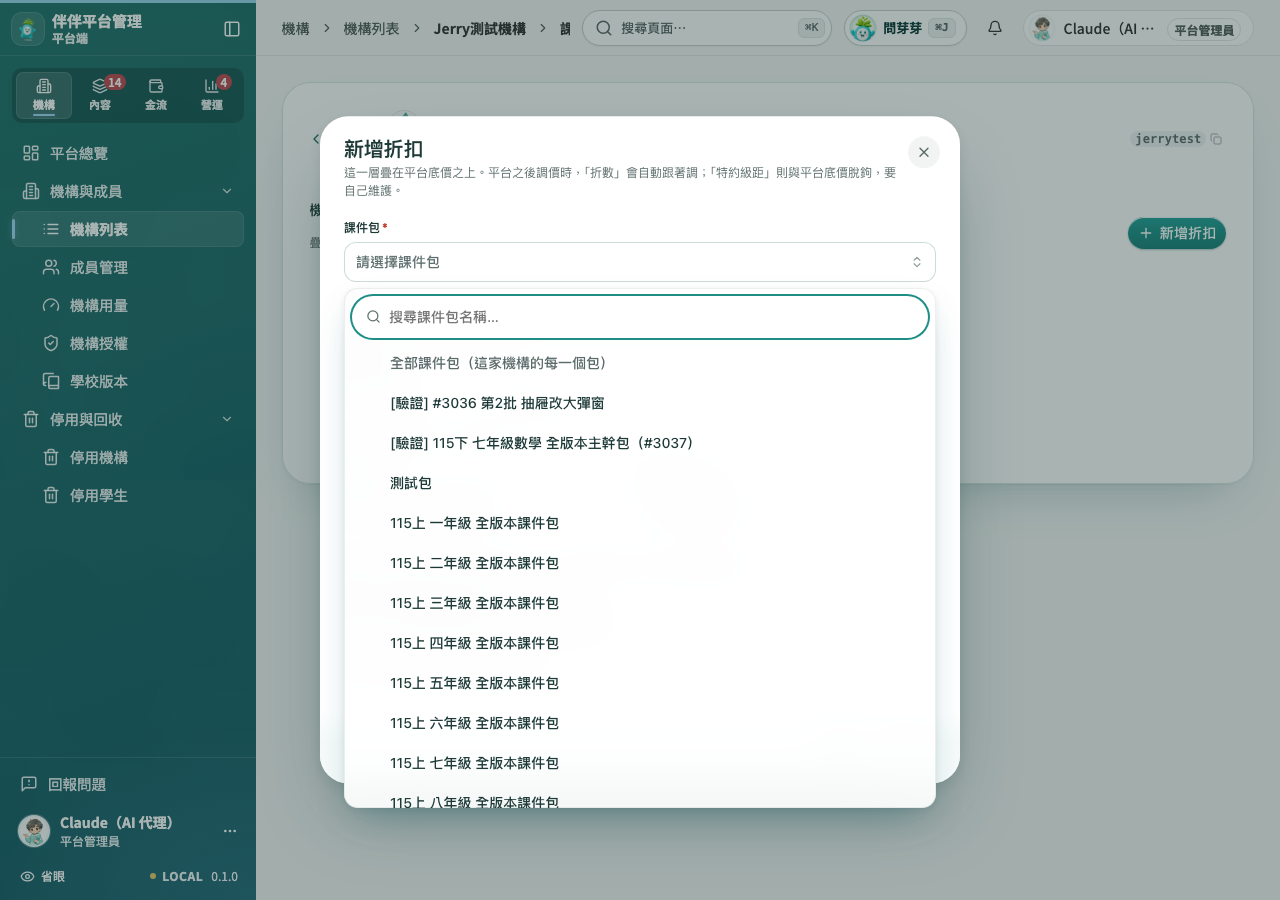 伴伴平台管理
平台端
機構
機構列表
Jerry測試機構
搜尋頁面…
⌘K
問芽芽
⌘J
Claude（AI …
平台管理員
機構
內容
14
金流
營運
4
平台總覽
機構與成員
機構列表
成員管理
機構用量
機構授權
學校版本
停用與回收
停用機構
停用學生
jerrytest
新增折扣
新增折扣
這一層疊在平台底價之上。平台之後調價時，「折數」會自動跟著調；「特約級距」則與平台底價脫鉤，要
自己維護。
課件包*
請選擇課件包
搜尋課件包名稱...
全部課件包（這家機構的每一個包）
[驗證] #3036 第2批 抽屜改大彈窗
[驗證] 115下 七年級數學 全版本主幹包（#3037）
測試包
115上 一年級 全版本課件包
115上 二年級 全版本課件包
115上 三年級 全版本課件包
115上 四年級 全版本課件包
115上 五年級 全版本課件包
115上 六年級 全版本課件包
115上 七年級 全版本課件包
115上 八年級 全版本課件包
回報問題
Claude（AI 代理）
平台管理員
省眼
LOCAL 0.1.0